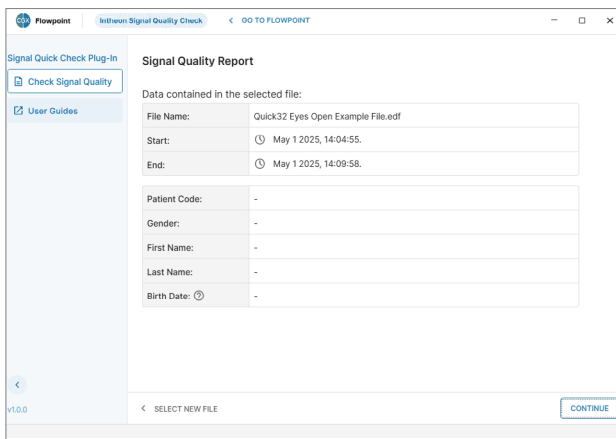 CGX Flowpoint Intheon Signal Quality Check < GO TO FLOWPOINT
Signal Quick Check Plug-In
Check Signal Quality
User Guides
Signal Quality Report
Data contained in the selected file:
File Name: Quick32 Eyes Open Example File.edf
Start: May 1 2025, 14:04:55.
End: May 1 2025, 14:09:58.
Patient Code: -
Gender: -
First Name: -
Last Name: -
Birth Date: -
v1.0.0
< SELECT NEW FILE
CONTINUE